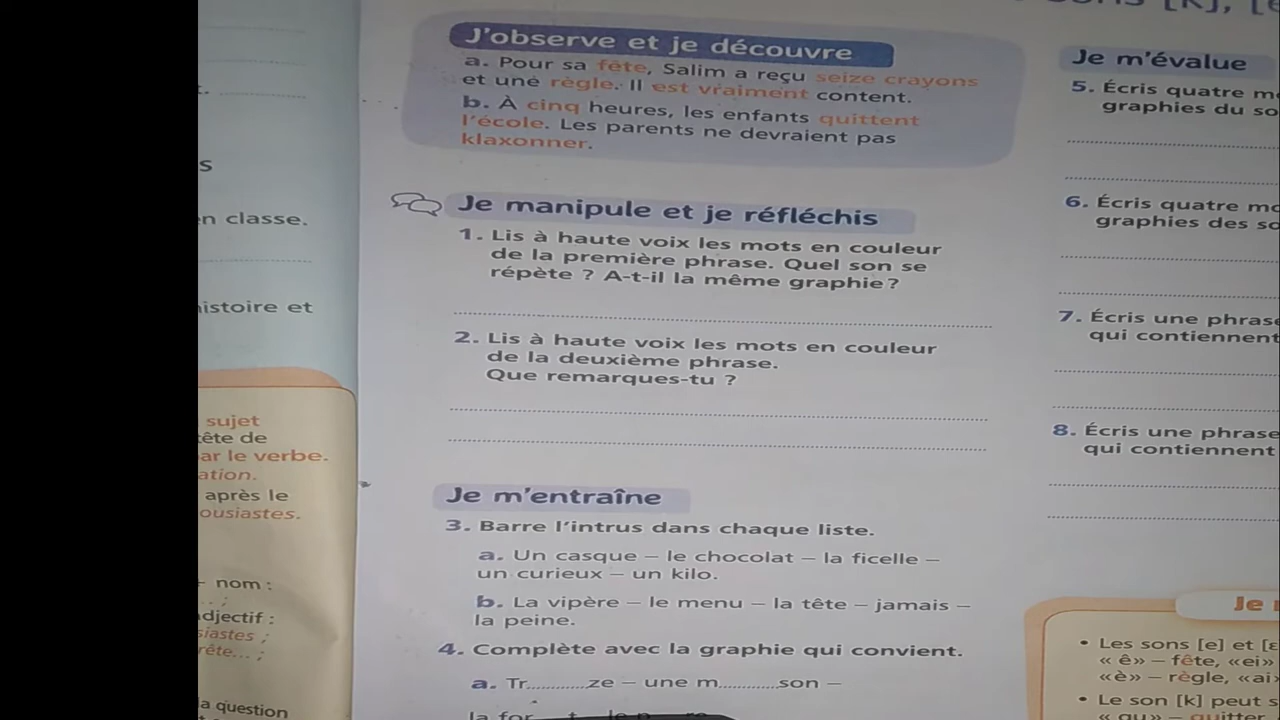 n classe.
istoire et
sujet
ête de
ar le verbe.
ation.
après le
ousiastes.
nom :
djectif :
siastes ;
rête... ;
a question
J'observe et je découvre
a. Pour sa fête, Salim a reçu seize crayons
et une règle. Il est vraiment content.
b. À cinq heures, les enfants quittent
l'école. Les parents ne devraient pas
klaxonner.
Je manipule et je réfléchis
1. Lis à haute voix les mots en couleur
de la première phrase. Quel son se
répète ? A-t-il la même graphie ?
2. Lis à haute voix les mots en couleur
de la deuxième phrase.
Que remarques-tu ?
Je m'entraîne
3. Barre l'intrus dans chaque liste.
a. Un casque – le chocolat – la ficelle –
un curieux – un kilo.
b. La vipère – le menu – la tête – jamais –
la peine.
4. Complète avec la graphie qui convient.
a. Tr............ze – une m............son –
Je m'évalue
5. Écris quatre m
graphies du so
6. Écris quatre mo
graphies des so
7. Écris une phrase
qui contiennent
8. Écris une phrase
qui contiennent
Je
• Les sons [e] et [ɛ
« ê» – fête, «ei»
«è» – règle, «ai»
• Le son [k] peut s
« qu» – quitter